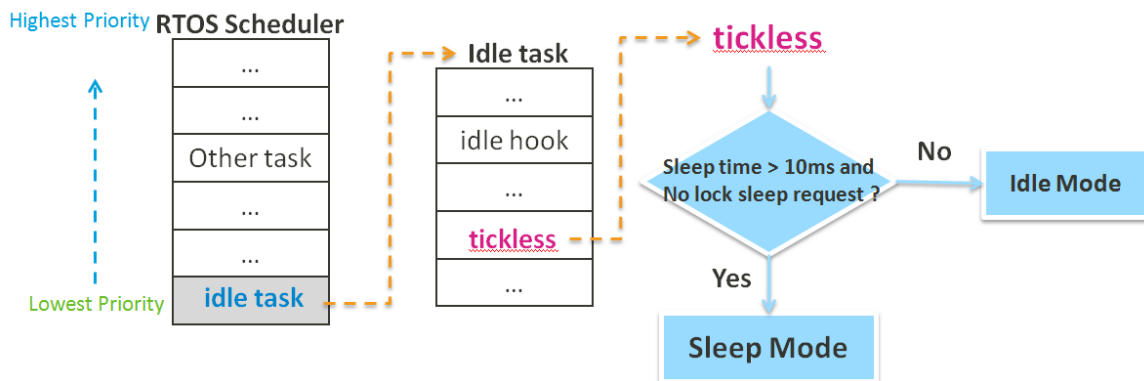 Highest Priority
RTOS Scheduler
...
...
Other task
...
...
idle task
Lowest Priority
Idle task
...
idle hook
...
tickless
...
tickless
Sleep time > 10ms and
No lock sleep request ?
No
Idle Mode
Yes
Sleep Mode